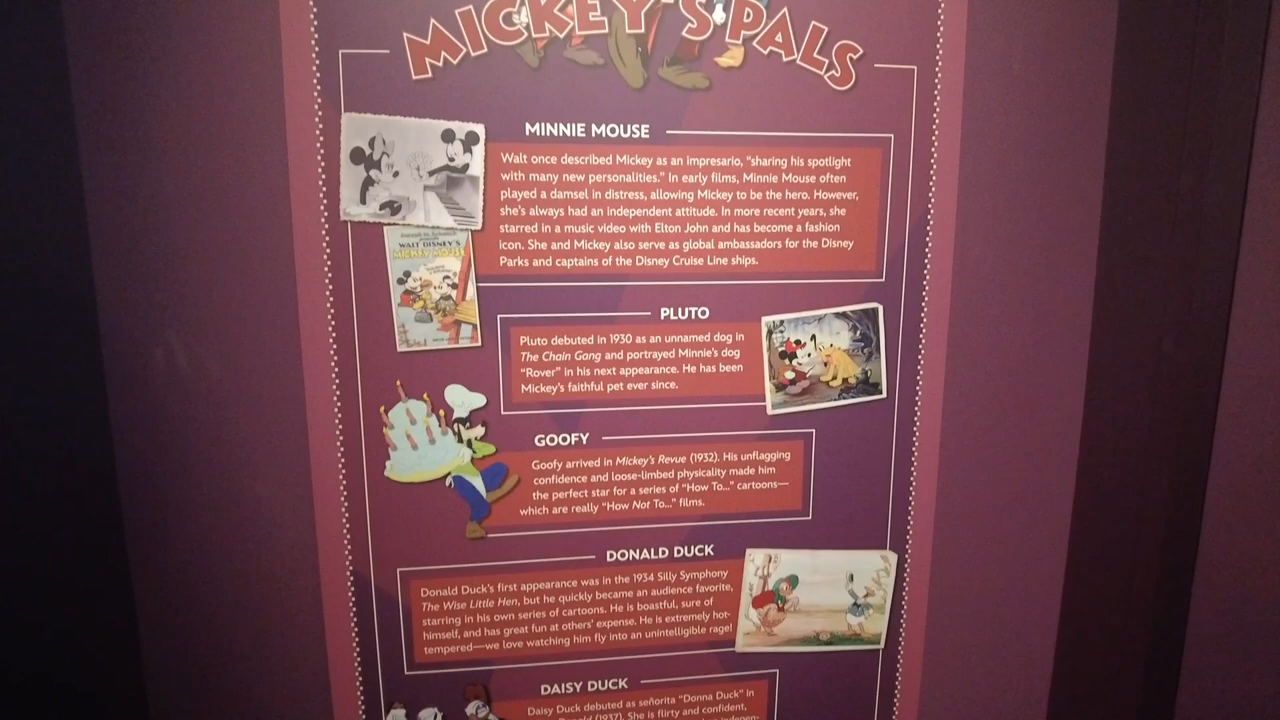 MICKEY'S PALS
MINNIE MOUSE
Walt once described Mickey as an impresario, “sharing his spotlight
with many new personalities.” In early films, Minnie Mouse often
played a damsel in distress, allowing Mickey to be the hero. However,
she's always had an independent attitude. In more recent years, she
starred in a music video with Elton John and has become a fashion
icon. She and Mickey also serve as global ambassadors for the Disney
Parks and captains of the Disney Cruise Line ships.
WALT DISNEY'S
MICKEY MOUSE
PLUTO
Pluto debuted in 1930 as an unnamed dog in
The Chain Gang and portrayed Minnie's dog
“Rover” in his next appearance. He has been
Mickey's faithful pet ever since.
GOOFY
Goofy arrived in Mickey's Revue (1932). His unflagging
confidence and loose-limbed physicality made him
the perfect star for a series of “How To...” cartoons—
which are really “How Not To...” films.
DONALD DUCK
Donald Duck's first appearance was in the 1934 Silly Symphony
The Wise Little Hen, but he quickly became an audience favorite,
starring in his own series of cartoons. He is boastful, sure of
himself, and has great fun at others' expense. He is extremely hot-
tempered—we love watching him fly into an unintelligible rage!
DAISY DUCK
Daisy Duck debuted as señorita “Donna Duck” in
Donald (1937). She is flirty and confident,